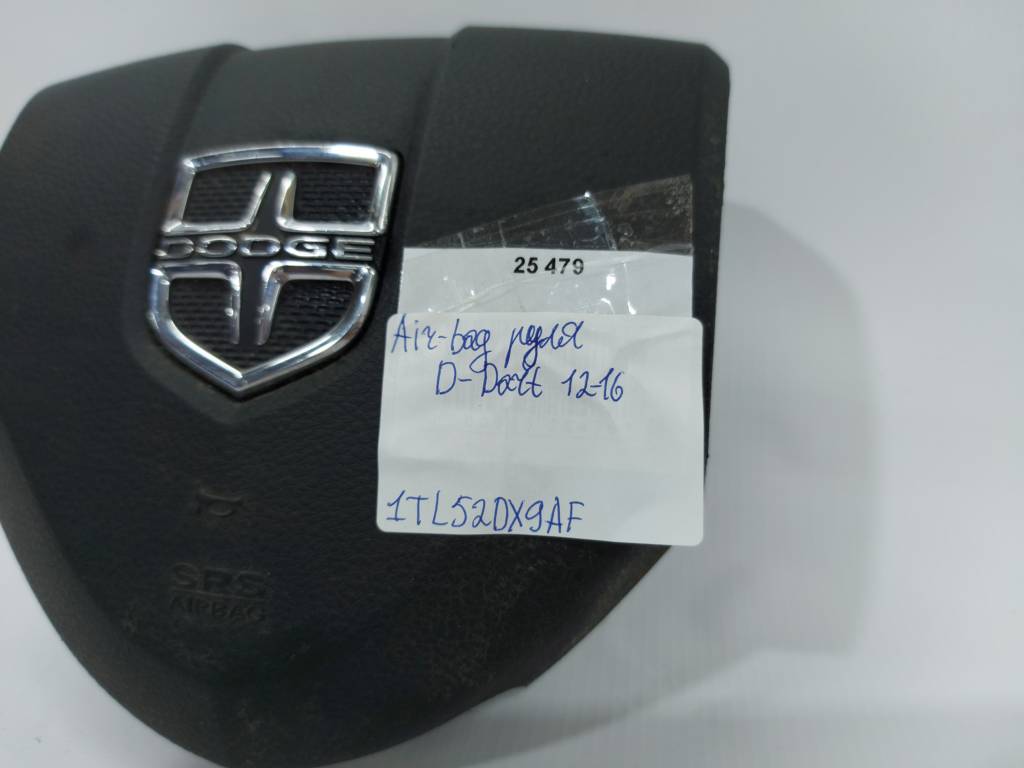 DODGE
25 479
Air-bag руля
D-Dart 12-16
1TL52DX9AF
SRS
AIRBAG